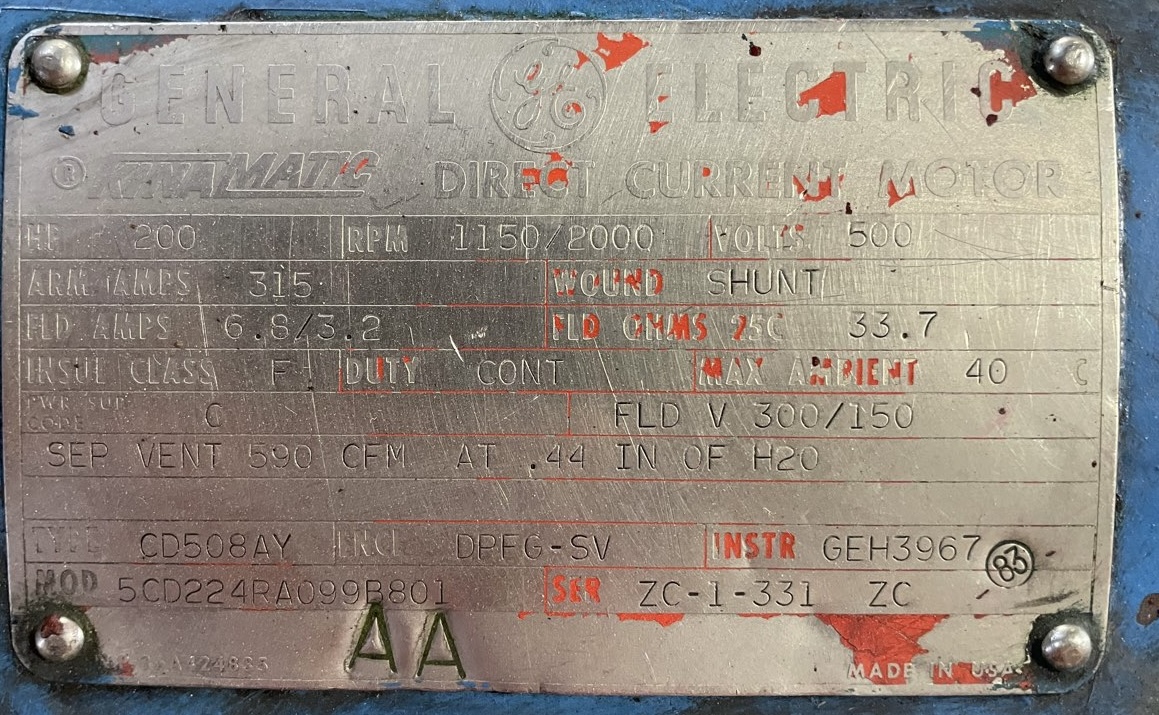 GENERAL GE ELECTRIC
® KINAMATIC DIRECT CURRENT MOTOR
HP 200 RPM 1150/2000 VOLTS 500
ARM AMPS 315 WOUND SHUNT
FLD AMPS 6.8/3.2 FLD OHMS 25C 33.7
INSUL CLASS F DUTY CONT MAX AMBIENT 40 C
PWR SUP CODE C FLD V 300/150
SEP VENT 590 CFM AT .44 IN OF H2O
TYPE CD508AY ENCL DPFG-SV INSTR GEH3967 83
MOD 5CD224RA099B801 SER ZC-1-331 ZC
AA
MADE IN USA